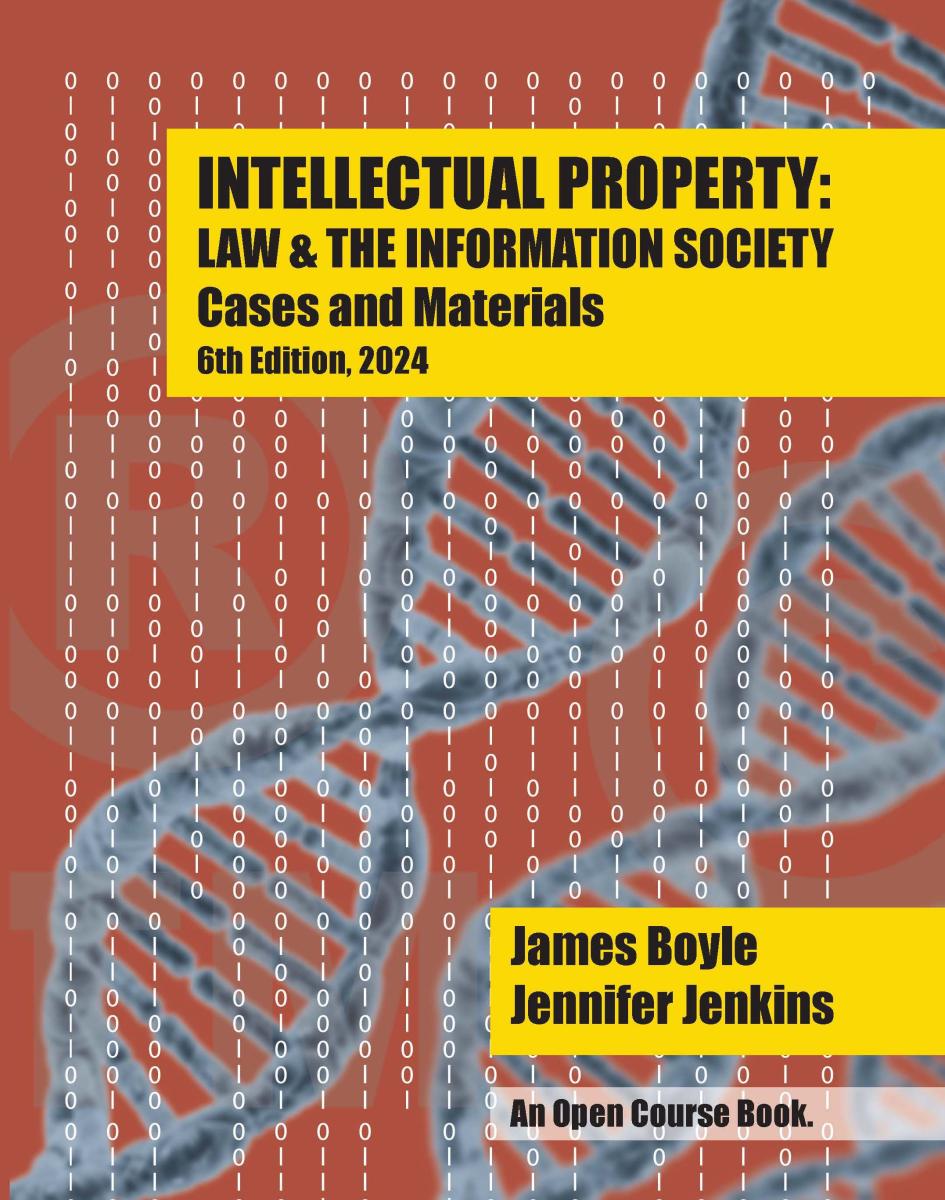 INTELLECTUAL PROPERTY:
LAW & THE INFORMATION SOCIETY
Cases and Materials
6th Edition, 2024
R
TM
James Boyle
Jennifer Jenkins
An Open Course Book.